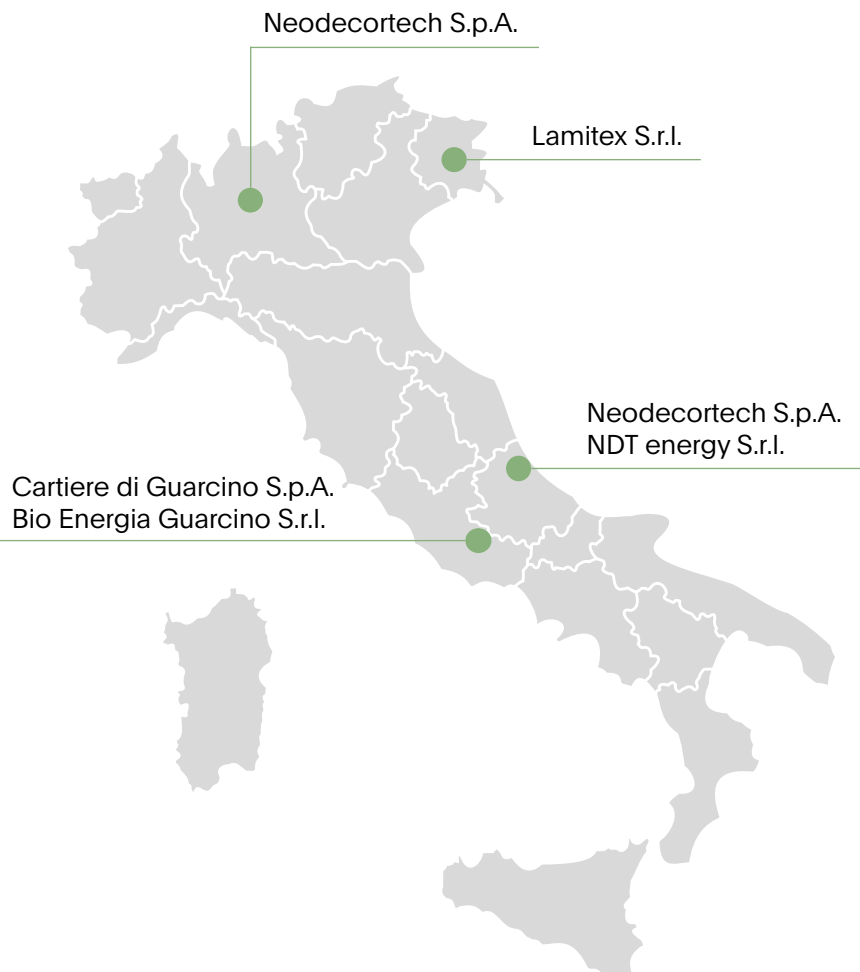 Neodecortech S.p.A.
Lamitex S.r.l.
Neodecortech S.p.A.
NDT energy S.r.l.
Cartiere di Guarcino S.p.A.
Bio Energia Guarcino S.r.l.